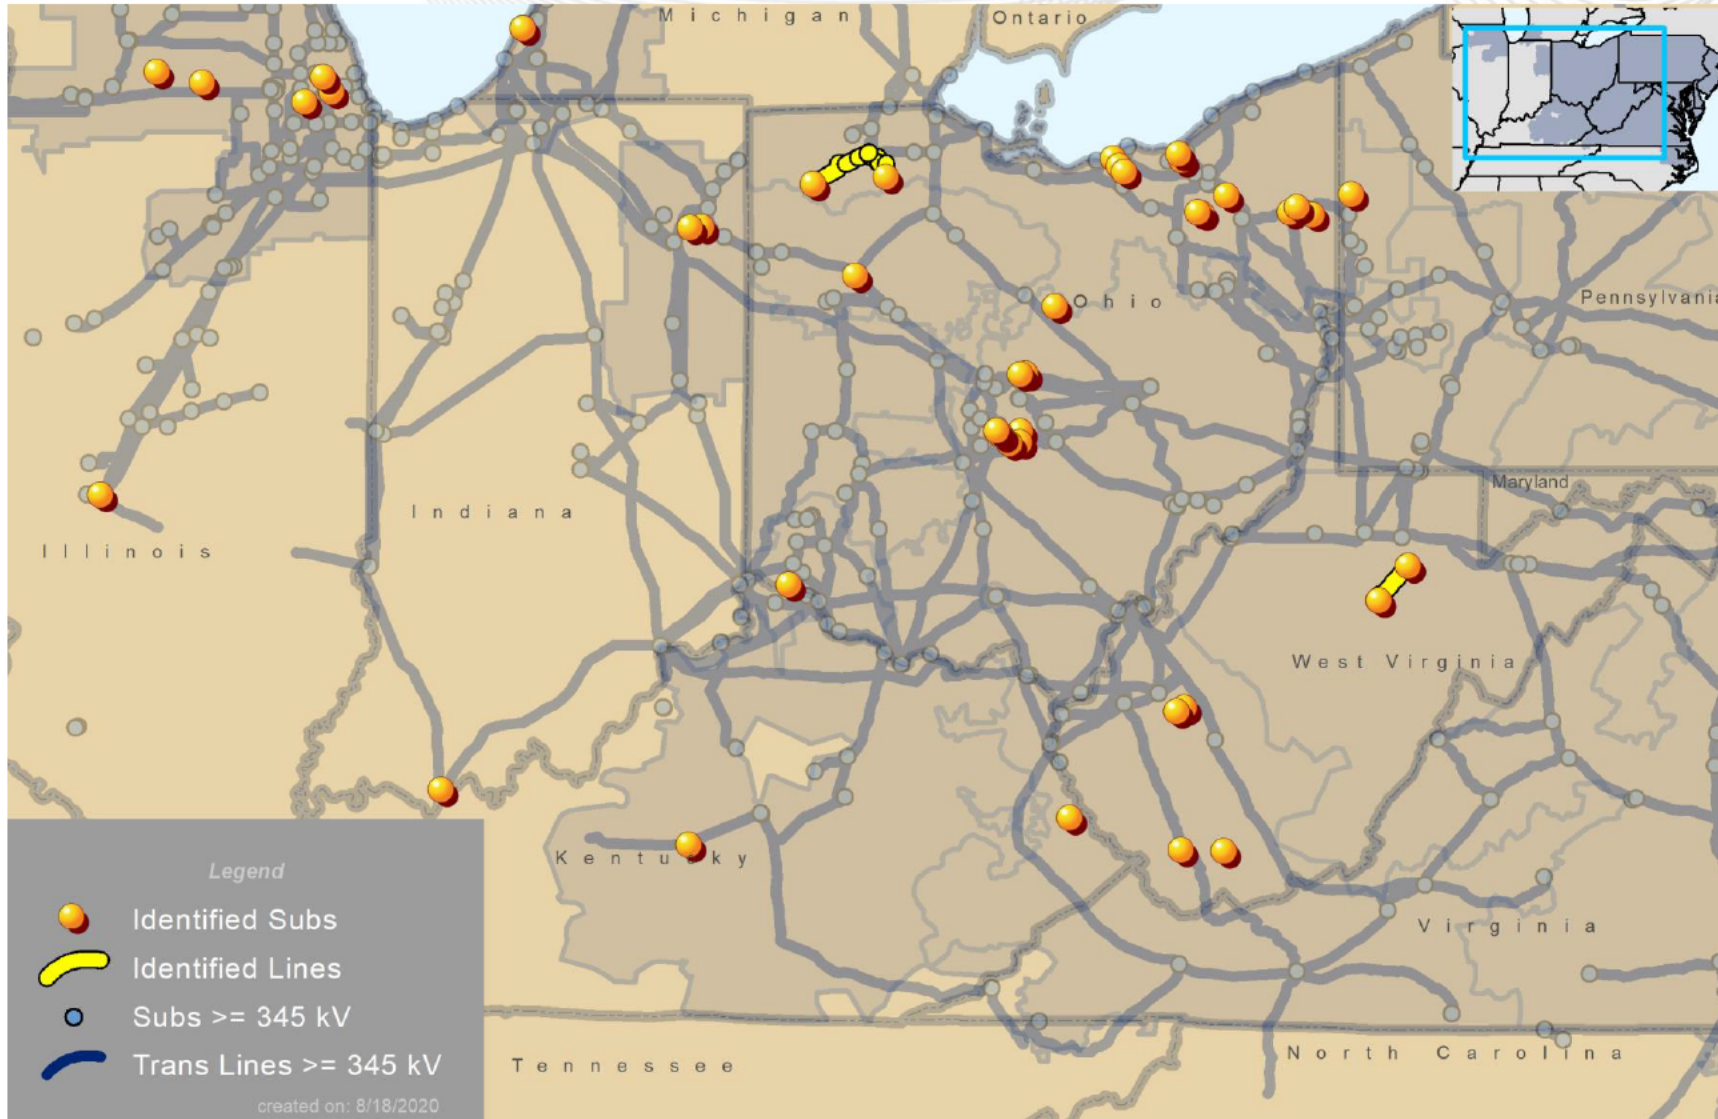 Michigan
Ontario
Ohio
Pennsylvania
Maryland
Indiana
Illinois
West Virginia
Kentucky
Virginia
North Carolina
Tennessee
Legend
Identified Subs
Identified Lines
Subs >= 345 kV
Trans Lines >= 345 kV
created on: 8/18/2020